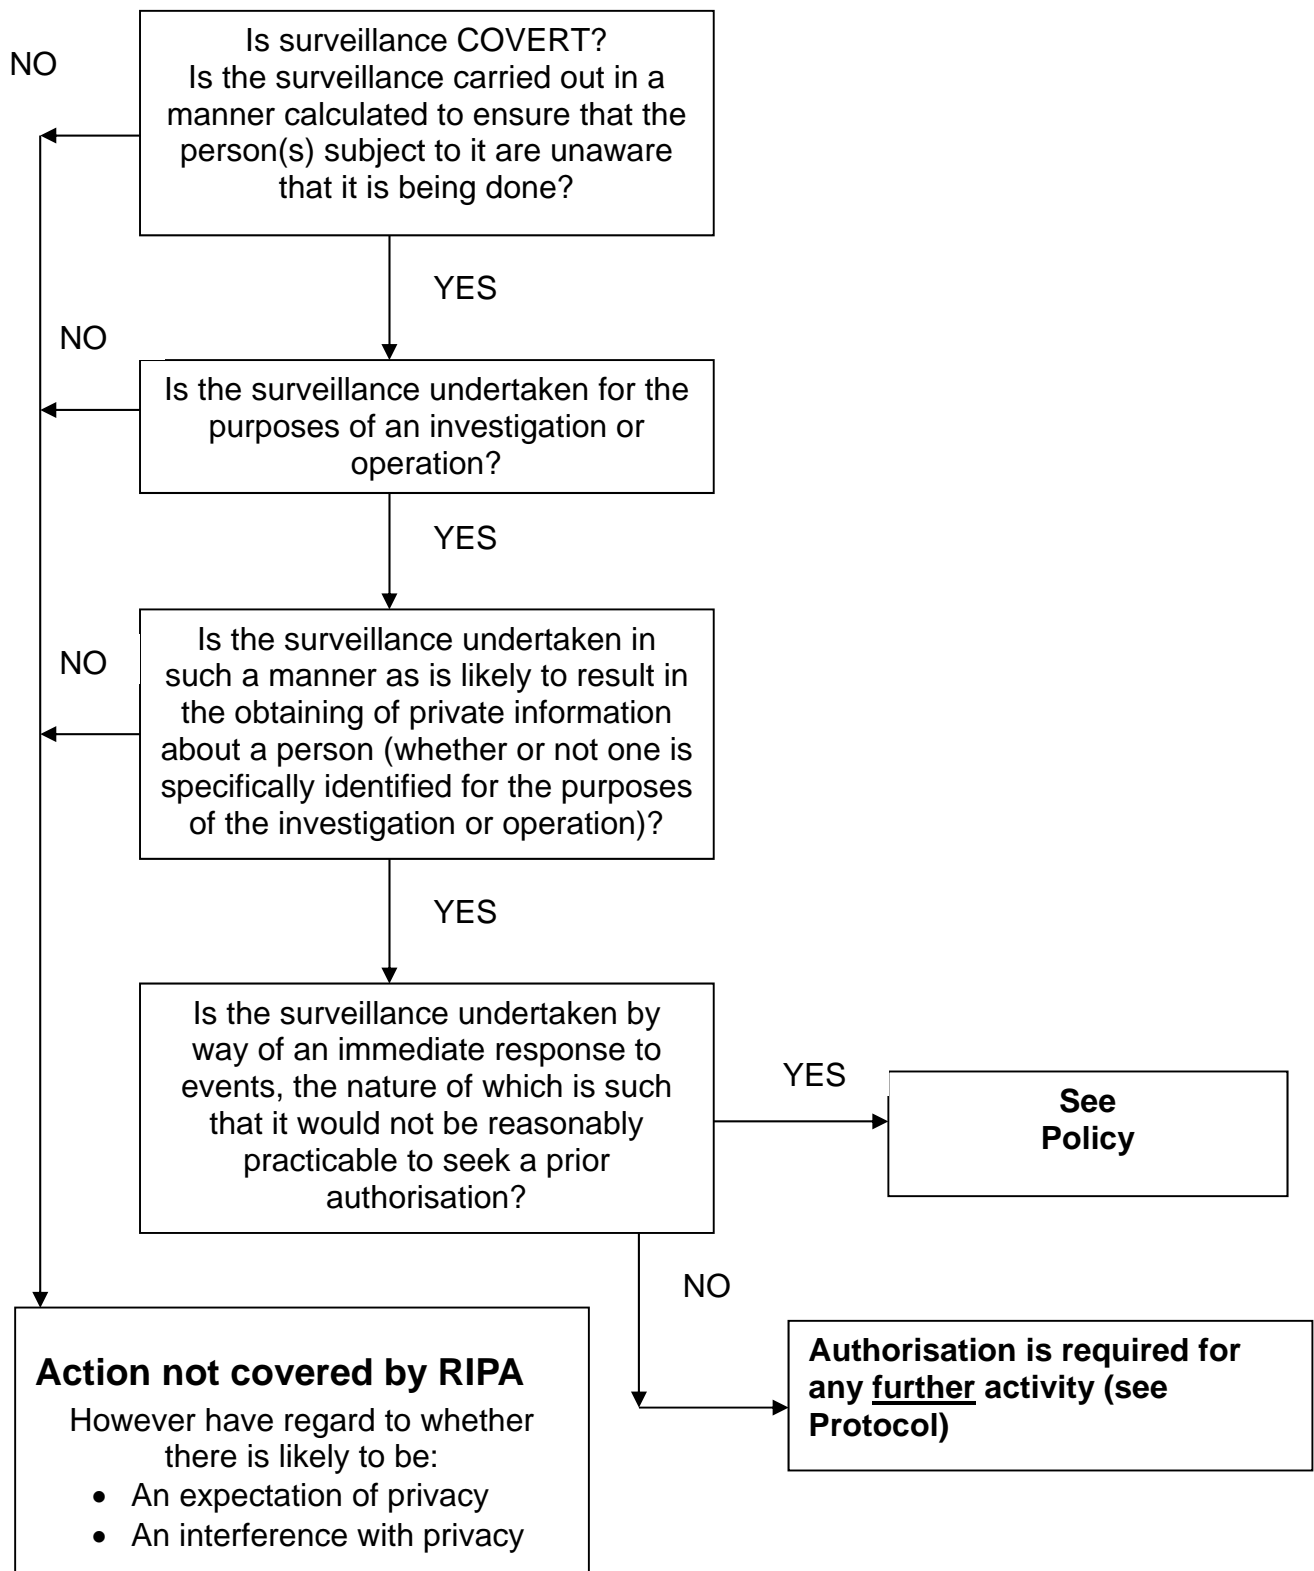 Is surveillance COVERT?
Is the surveillance carried out in a
manner calculated to ensure that the
person(s) subject to it are unaware
that it is being done?
NO
YES
Is the surveillance undertaken for the
purposes of an investigation or
operation?
NO
YES
Is the surveillance undertaken in
such a manner as is likely to result in
the obtaining of private information
about a person (whether or not one is
specifically identified for the purposes
of the investigation or operation)?
NO
YES
Is the surveillance undertaken by
way of an immediate response to
events, the nature of which is such
that it would not be reasonably
practicable to seek a prior
authorisation?
YES
See
Policy
NO
Authorisation is required for
any further activity (see
Protocol)
Action not covered by RIPA
However have regard to whether
there is likely to be:
• An expectation of privacy
• An interference with privacy